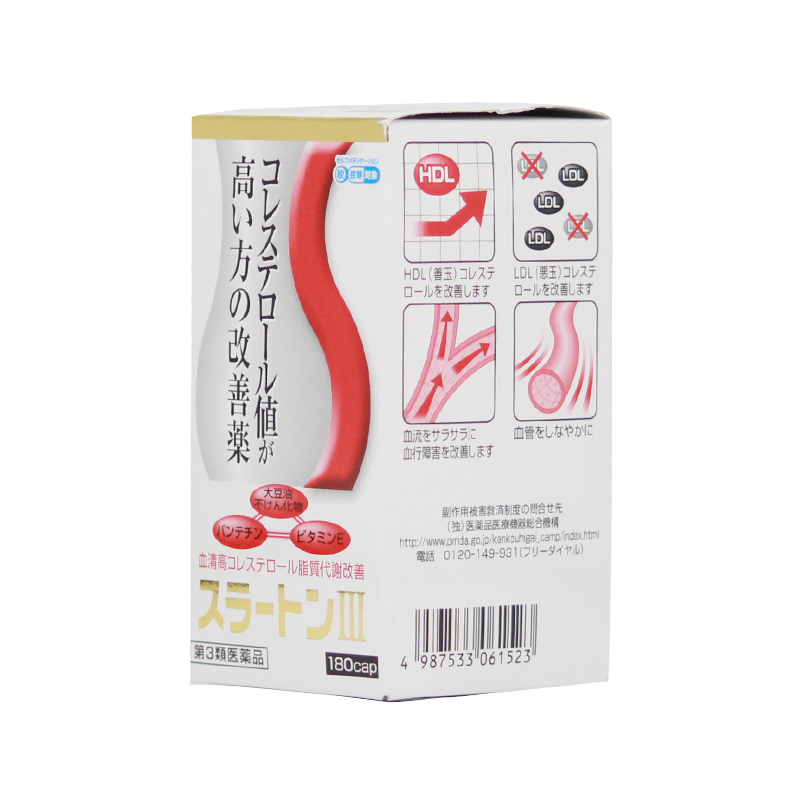 コレステロール値が
高い方の改善薬
セルフメディケーション
税 控除 対象
大豆油
不けん化物
パンテチン
ビタミンE
血清高コレステロール脂質代謝改善
スラートンIII
第3類医薬品
180cap
HDL
HDL(善玉)コレステ
ロールを改善します
LDL
LDL
LDL
LDL
LDL
LDL(悪玉)コレステ
ロールを改善します
血流をサラサラに
血行障害を改善します
血管をしなやかに
副作用被害救済制度の問合せ先
(独)医薬品医療機器総合機構
http://www.pmda.go.jp/kenkouhigai_camp/index.html
電話 0120-149-931(フリーダイヤル)
4 987533 061523